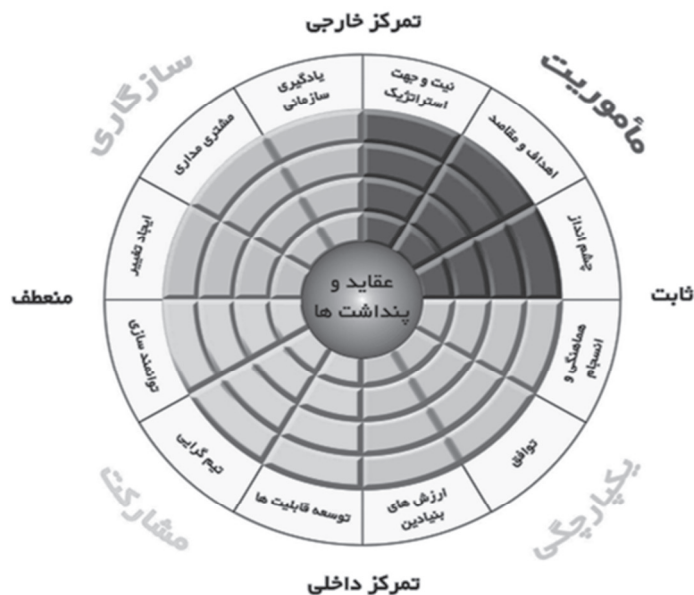 تمرکز خارجی
سازگاری
مأموریت
یادگیری
سازمانی
نیت و جهت
استراتژیک
مشتری مداری
اهداف و مقاصد
ایجاد تغییر
چشم انداز
منعطف
عقاید و
پنداشت ها
ثابت
توانمند سازی
هماهنگی و
انسجام
تیم گرایی
توافق
توسعه قابلیت ها
ارزش های
بنیادین
مشارکت
یکپارچگی
تمرکز داخلی